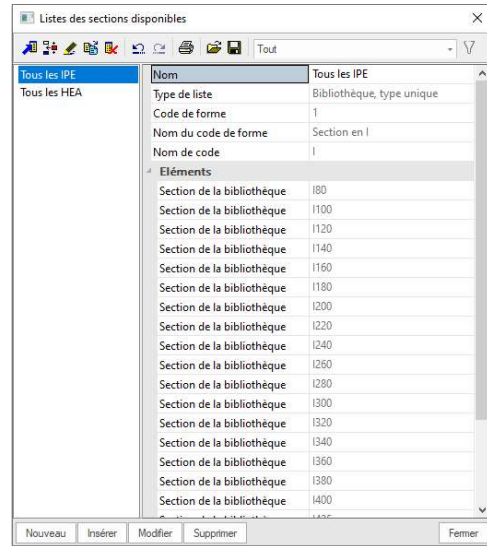 Listes des sections disponibles
Tout
Tous les IPE
Tous les HEA
Nom Tous les IPE
Type de liste Bibliothèque, type unique
Code de forme 1
Nom du code de forme Section en I
Nom de code I
Eléments
Section de la bibliothèque I80
Section de la bibliothèque I100
Section de la bibliothèque I120
Section de la bibliothèque I140
Section de la bibliothèque I160
Section de la bibliothèque I180
Section de la bibliothèque I200
Section de la bibliothèque I220
Section de la bibliothèque I240
Section de la bibliothèque I260
Section de la bibliothèque I280
Section de la bibliothèque I300
Section de la bibliothèque I320
Section de la bibliothèque I340
Section de la bibliothèque I360
Section de la bibliothèque I380
Section de la bibliothèque I400
Nouveau Insérer Modifier Supprimer Fermer